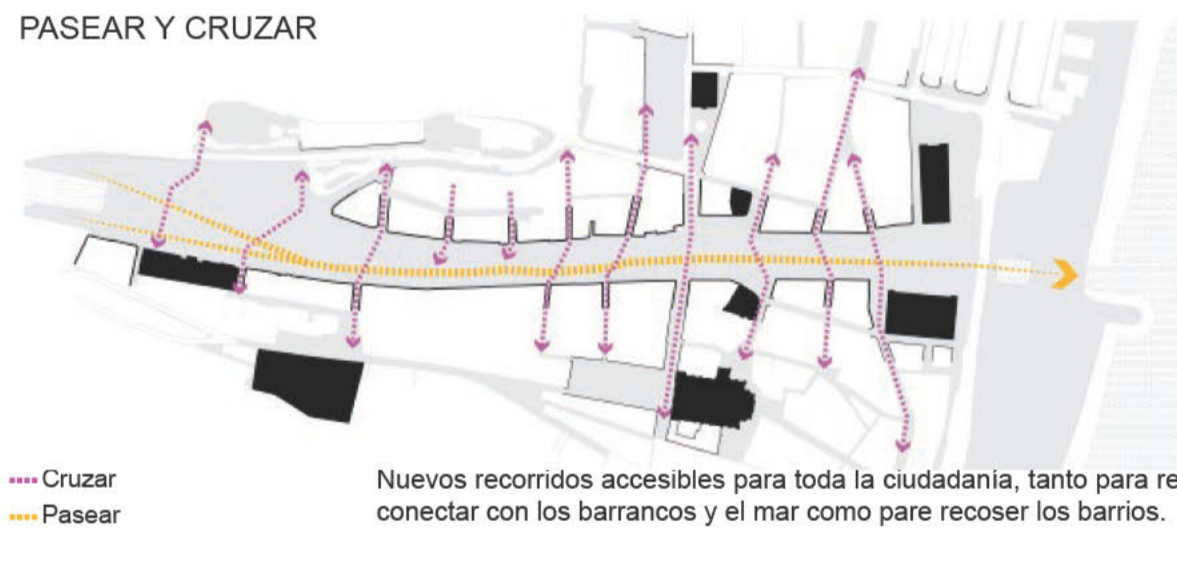 PASEAR Y CRUZAR
Cruzar
Pasear
Nuevos recorridos accesibles para toda la ciudadanía, tanto para re
conectar con los barrancos y el mar como pare recoser los barrios.